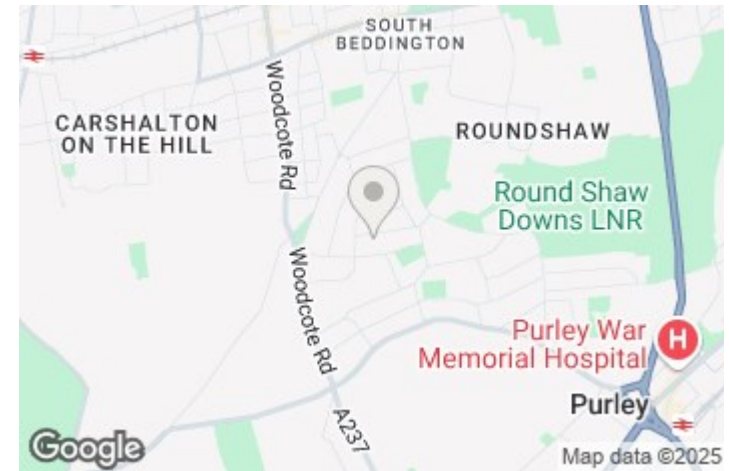 SOUTH
BEDDINGTON
Woodcote Rd
CARSHALTON
ON THE HILL
ROUNDSHAW
Round Shaw
Downs LNR
Woodcote Rd
Purley War
Memorial Hospital
H
Purley
A237
Google
Map data ©2025